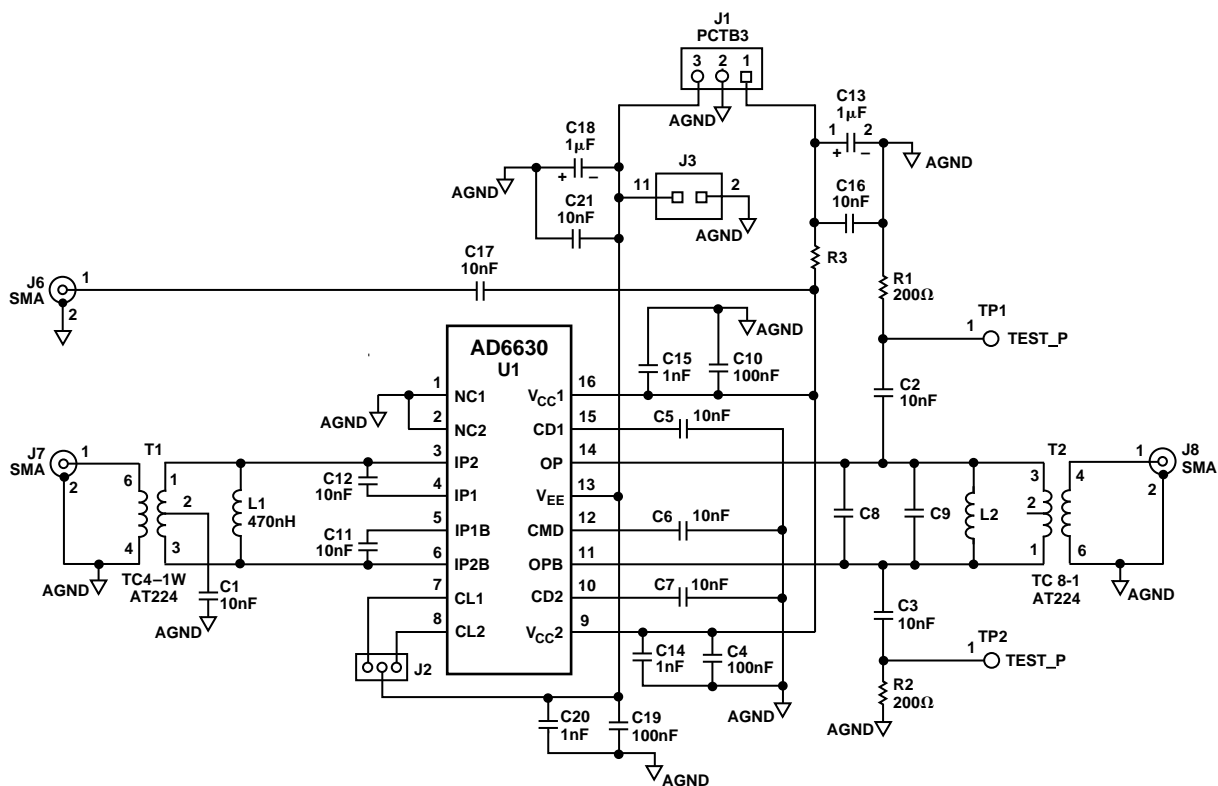 J1
PCTB3
3 2 1
AGND
C13
1μF
1 2
+ –
AGND
C18
1μF
+ –
AGND
J3
11
2
AGND
C16
10nF
C21
10nF
R3
C17
10nF
J6
SMA
1
2
R1
200Ω
TP1
1
TEST_P
AGND
C15
1nF
C10
100nF
C2
10nF
AD6630
U1
1
NC1
2
NC2
3
IP2
4
IP1
5
IP1B
6
IP2B
7
CL1
8
CL2
16
VCC1
15
CD1
14
OP
13
VEE
12
CMD
11
OPB
10
CD2
9
VCC2
AGND
J7
SMA
1
2
T1
6
4
1
2
3
AGND
TC4–1W
AT224
L1
470nH
C12
10nF
C11
10nF
C1
10nF
AGND
C5
10nF
C6
10nF
C7
10nF
C8
C9
L2
T2
3
2
1
4
6
TC 8-1
AT224
J8
SMA
1
2
AGND
C3
10nF
TP2
1
TEST_P
R2
200Ω
AGND
J2
C14
1nF
C4
100nF
AGND
C20
1nF
C19
100nF
AGND